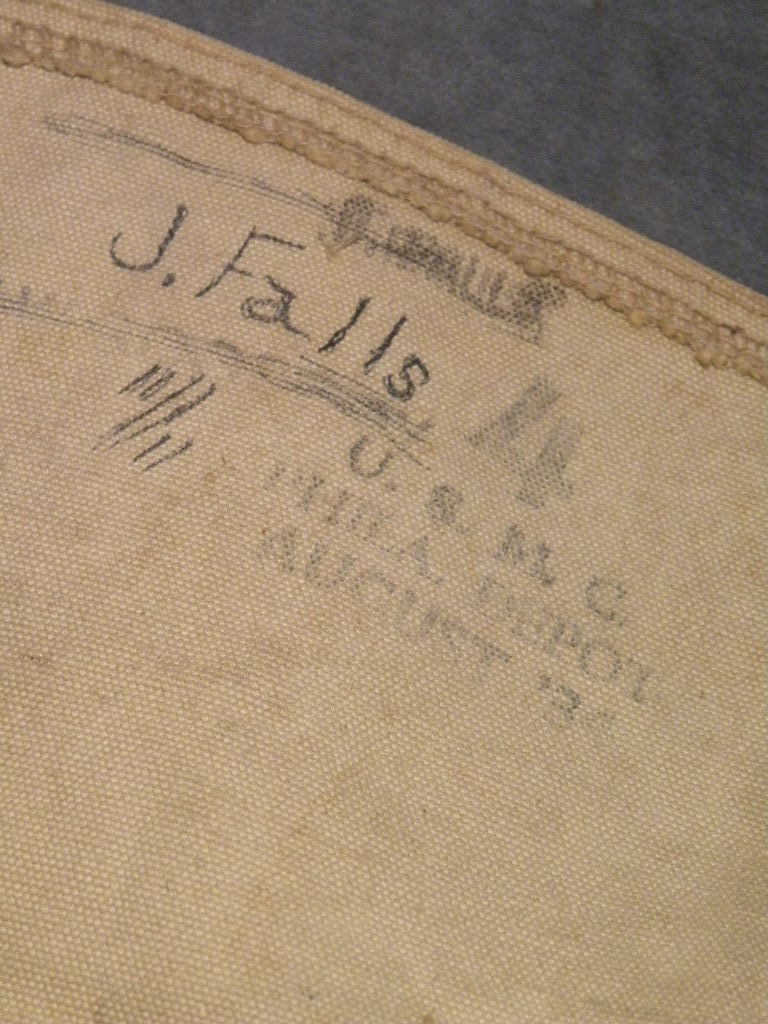 J. Falls
U. S. M. C
PHILA. DEPOT
AUGUST